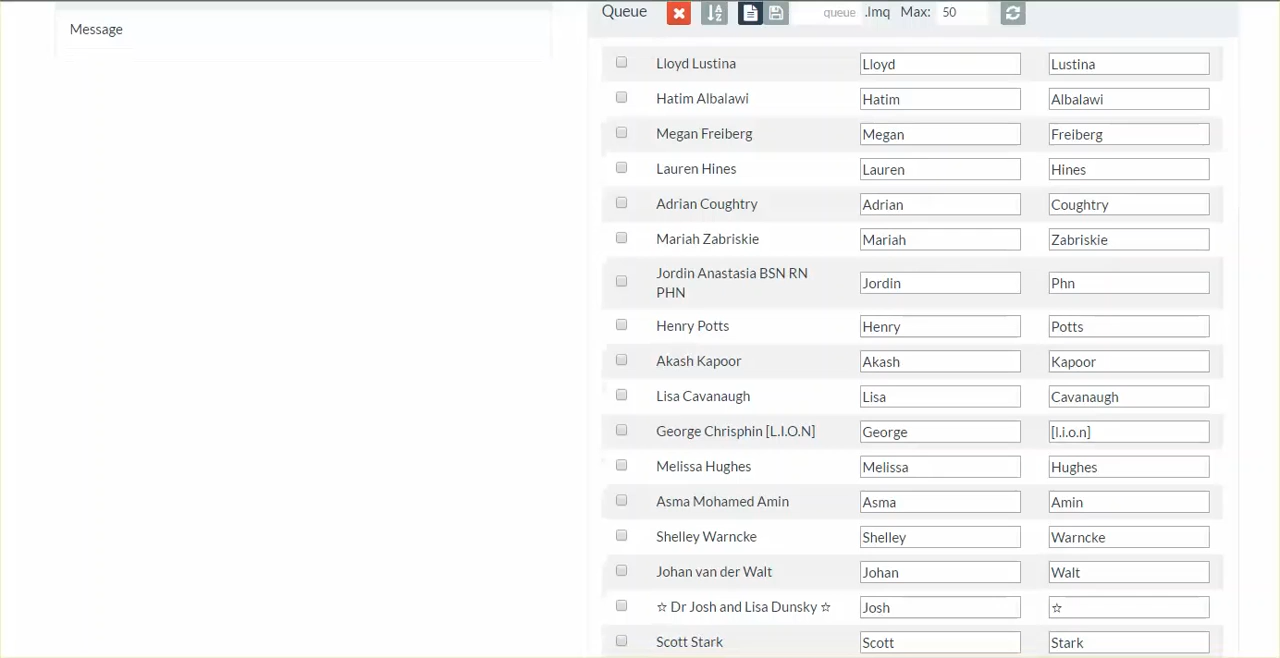 Queue queue .lmq Max: 50
Message
Lloyd Lustina Lloyd Lustina
Hatim Albalawi Hatim Albalawi
Megan Freiberg Megan Freiberg
Lauren Hines Lauren Hines
Adrian Coughtry Adrian Coughtry
Mariah Zabriskie Mariah Zabriskie
Jordin Anastasia BSN RN
PHN Jordin Phn
Henry Potts Henry Potts
Akash Kapoor Akash Kapoor
Lisa Cavanaugh Lisa Cavanaugh
George Chrisphin [L.I.O.N] George [l.i.o.n]
Melissa Hughes Melissa Hughes
Asma Mohamed Amin Asma Amin
Shelley Warncke Shelley Warncke
Johan van der Walt Johan Walt
☆ Dr Josh and Lisa Dunsky ☆ Josh ☆
Scott Stark Scott Stark